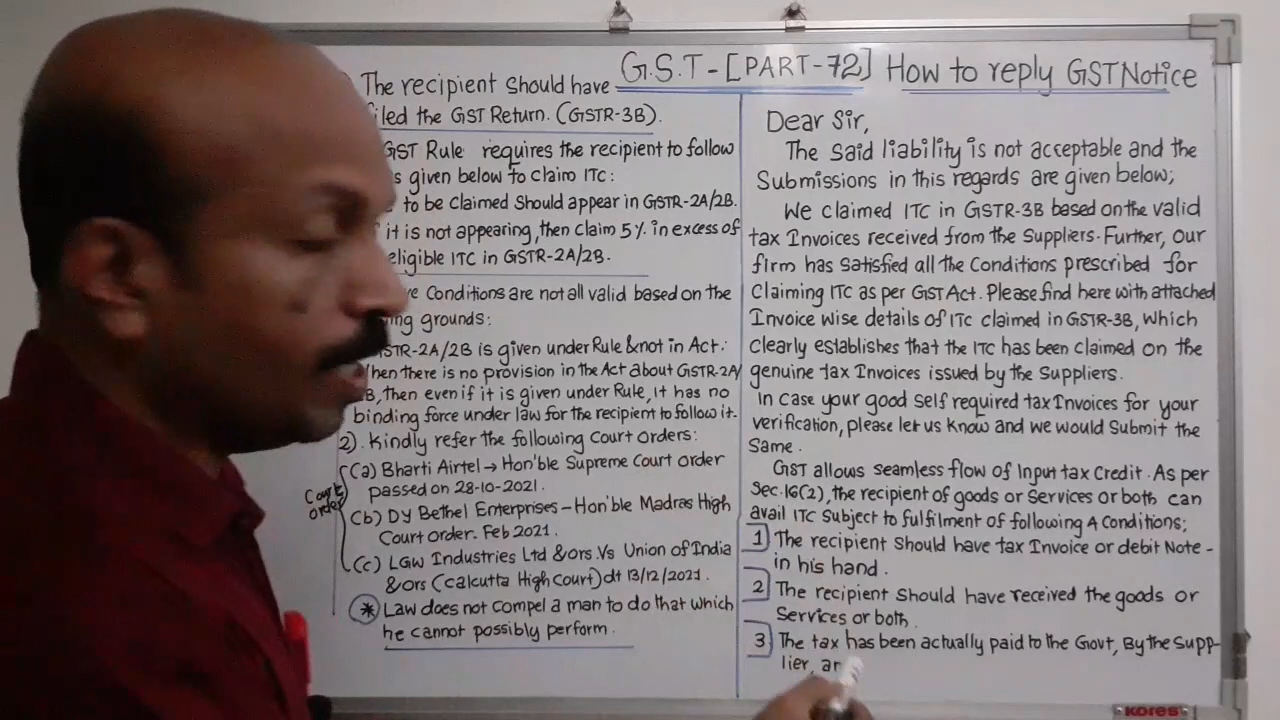 G.S.T - [PART-72] How to reply GST Notice
The recipient should have
filed the GST Return. (GSTR-3B).
GST Rule requires the recipient to follow
given below to claim ITC:
to be claimed should appear in GSTR-2A/2B.
it is not appearing, then claim 5% in excess of
eligible ITC in GSTR-2A/2B.
Conditions are not all valid based on the
grounds:
GSTR-2A/2B is given under Rule & not in Act.
When there is no provision in the Act about GSTR-2A/
2B, then even if it is given under Rule, it has no
binding force under law for the recipient to follow it.
2). Kindly refer the following Court Orders:
Court order
(a) Bharti Airtel → Hon'ble Supreme Court order
passed on 28-10-2021.
(b) DY Bethel Enterprises - Hon'ble Madras High
Court order. Feb 2021.
(c) LGW Industries Ltd & ors. Vs Union of India
& ors (Calcutta High Court) dt 13/12/2021.
* Law does not compel a man to do that which
he cannot possibly perform.
Dear Sir,
The said liability is not acceptable and the
Submissions in this regards are given below;
We claimed ITC in GSTR-3B based on the valid
tax Invoices received from the Suppliers. Further, our
firm has satisfied all the Conditions prescribed for
Claiming ITC as per GST Act. Please find here with attached
Invoice wise details of ITC claimed in GSTR-3B, which
clearly establishes that the ITC has been claimed on the
genuine tax Invoices issued by the Suppliers.
In case your good self required tax Invoices for your
verification, please let us know and we would Submit the
Same.
GST allows seamless flow of Input tax Credit. As per
Sec.16(2), the recipient of goods or Services or both can
avail ITC Subject to fulfilment of following 4 Conditions;
1 The recipient should have tax Invoice or debit Note -
in his hand.
2 The recipient should have received the goods or
Services or both.
3 The tax has been actually paid to the Govt, By the Supp-
lier, an
kores